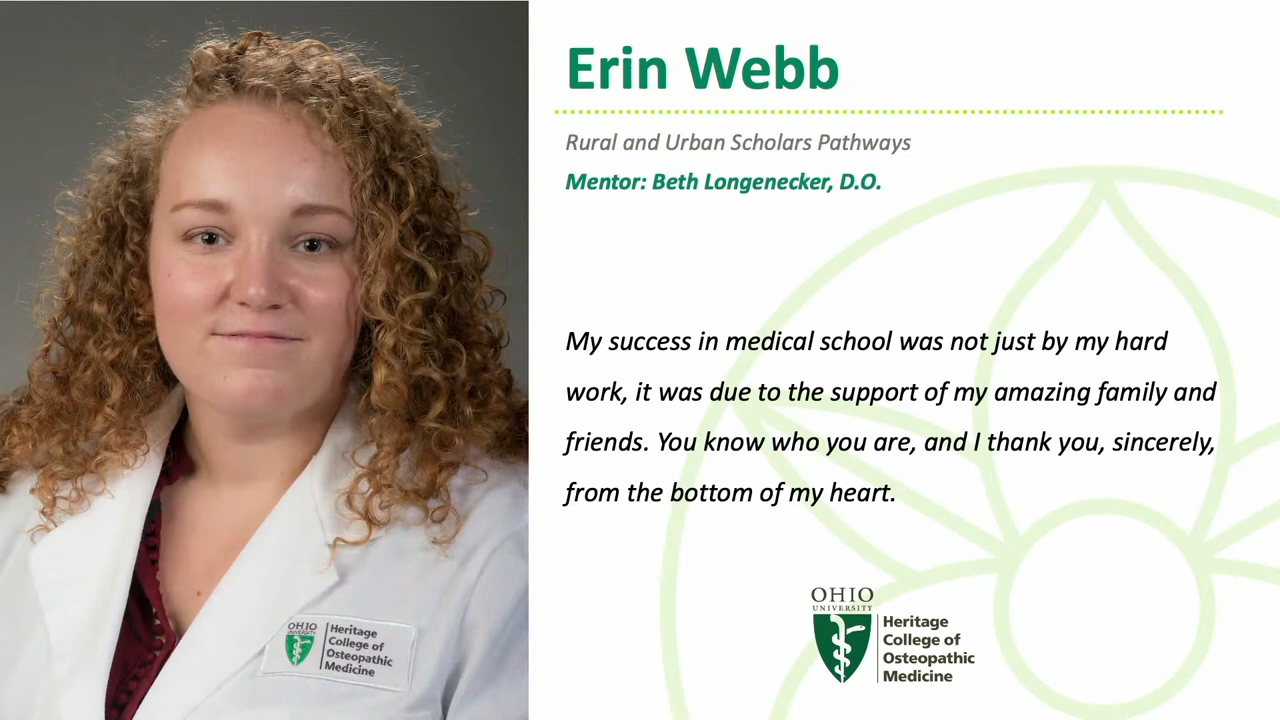 Erin Webb
Rural and Urban Scholars Pathways
Mentor: Beth Longenecker, D.O.
My success in medical school was not just by my hard
work, it was due to the support of my amazing family and
friends. You know who you are, and I thank you, sincerely,
from the bottom of my heart.
OHIO
UNIVERSITY
Heritage
College of
Osteopathic
Medicine
OHIO
UNIVERSITY
Heritage
College of
Osteopathic
Medicine